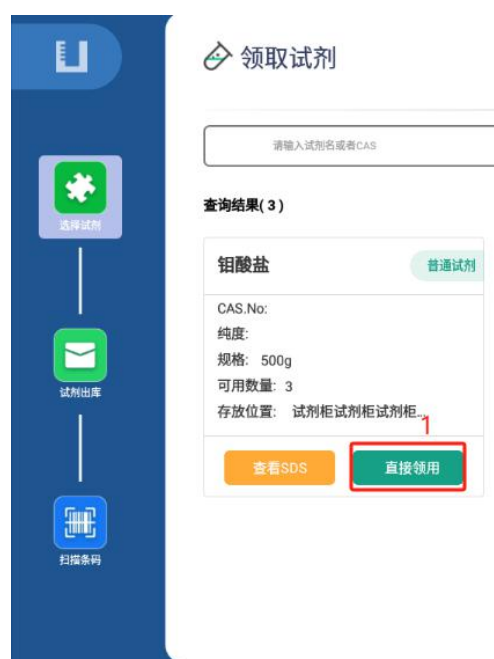 领取试剂
请输入试剂名或者CAS
选择试剂
查询结果(3)
钼酸盐
普通试剂
CAS.No:
纯度:
规格: 500g
可用数量: 3
存放位置: 试剂柜试剂柜试剂柜...
1
查看SDS
直接领用
试剂出库
扫描条码